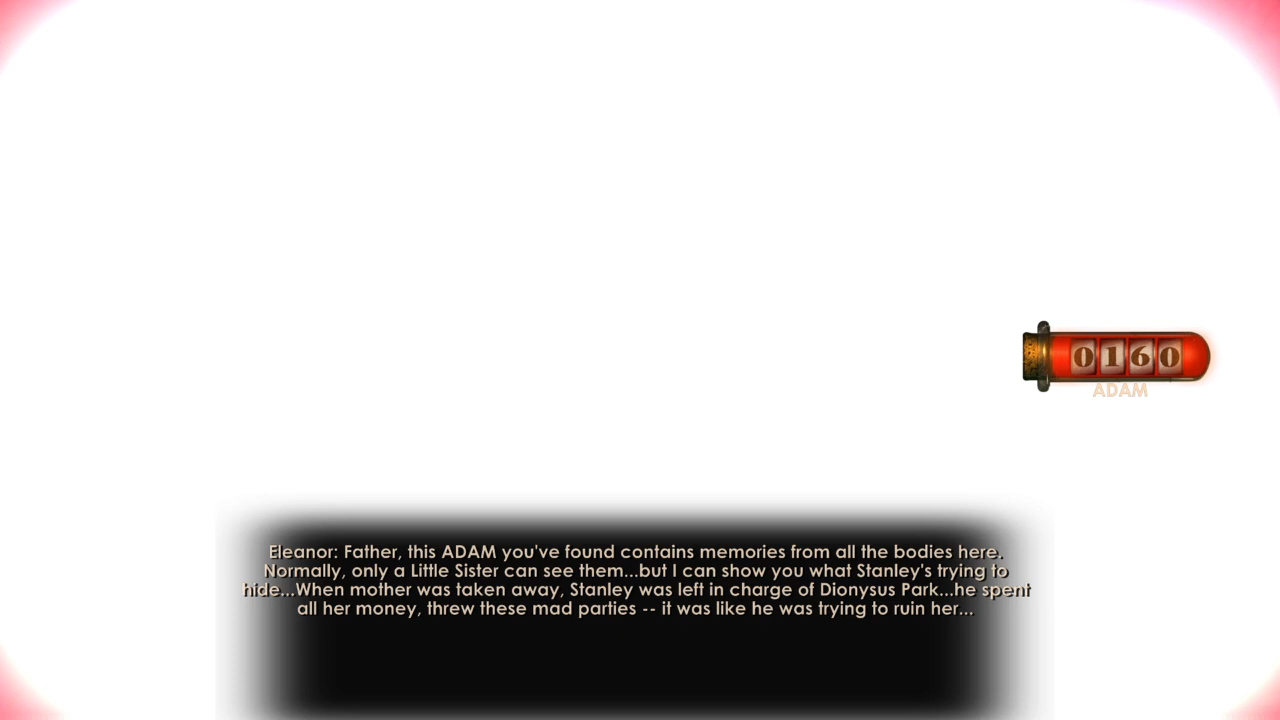 0160
ADAM
Eleanor: Father, this ADAM you've found contains memories from all the bodies here.
Normally, only a Little Sister can see them...but I can show you what Stanley's trying to
hide...When mother was taken away, Stanley was left in charge of Dionysus Park...he spent
all her money, threw these mad parties -- it was like he was trying to ruin her...